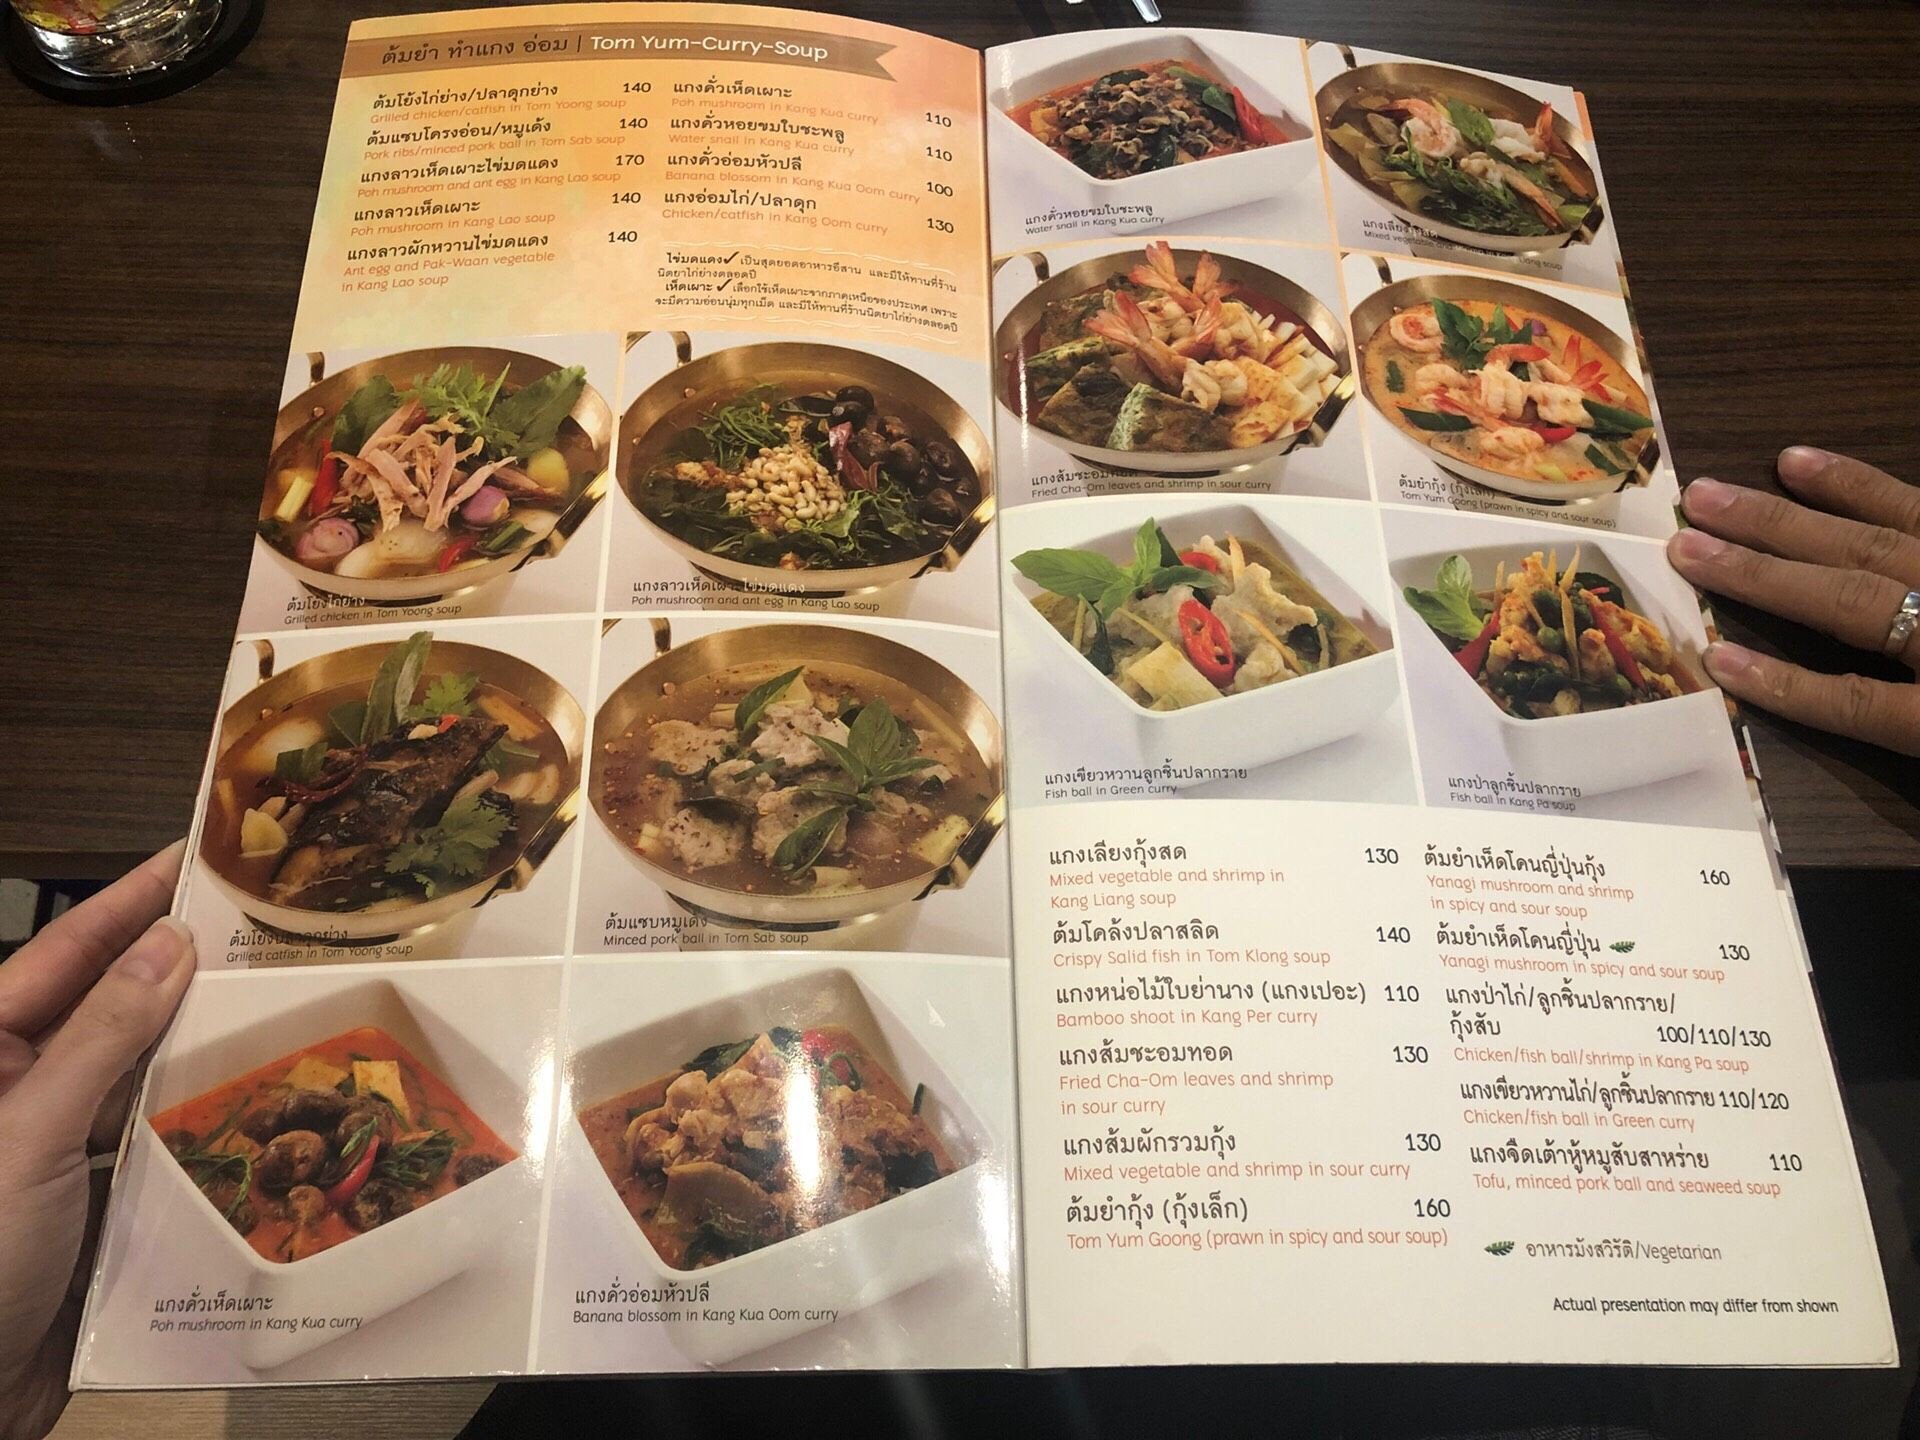 ต้มยำ ทำแกง อ่อม | Tom Yum-Curry-Soup
ต้มโย้งไก่ย่าง/ปลาดุกย่าง 140
Grilled chicken/catfish in Tom Yoong soup
ต้มแซบโครงอ่อน/หมูเด้ง 140
Pork ribs/minced pork ball in Tom Sab soup
แกงลาวเห็ดเผาะไข่มดแดง 170
Poh mushroom and ant egg in Kang Lao soup
แกงลาวเห็ดเผาะ 140
Poh mushroom in Kang Lao soup
แกงลาวผักหวานไข่มดแดง 140
Ant egg and Pak-Waan vegetable
in Kang Lao soup
แกงคั่วเห็ดเผาะ
Poh mushroom in Kang Kua curry 110
แกงคั่วหอยขมใบชะพลู
Water snail in Kang Kua curry 110
แกงคั่วอ่อมหัวปลี
Banana blossom in Kang Kua Oom curry 100
แกงอ่อมไก่/ปลาดุก
Chicken/catfish in Kang Oom curry 130
ไข่มดแดง✔ เป็นสุดยอดอาหารอีสาน และมีให้ทานที่ร้าน
นิตยาไก่ย่างตลอดปี
เห็ดเผาะ ✔ เลือกใช้เห็ดเผาะจากภาคเหนือของประเทศ เพราะ
จะมีความอ่อนนุ่มทุกเม็ด และมีให้ทานที่ร้านนิตยาไก่ย่างตลอดปี
ต้มโย้งไก่ย่าง
Grilled chicken in Tom Yoong soup
แกงลาวเห็ดเผาะไข่มดแดง
Poh mushroom and ant egg in Kang Lao soup
ต้มโย้งปลาดุกย่าง
Grilled catfish in Tom Yoong soup
ต้มแซบหมูเด้ง
Minced pork ball in Tom Sab soup
แกงคั่วเห็ดเผาะ
Poh mushroom in Kang Kua curry
แกงคั่วอ่อมหัวปลี
Banana blossom in Kang Kua Oom curry
แกงคั่วหอยขมใบชะพลู
Water snail in Kang Kua curry
แกงเลียงกุ้งสด
Mixed vegetable and shrimp in Kang Liang soup
แกงส้มชะอมทอด
Fried Cha-Om leaves and shrimp in sour curry
ต้มยำกุ้ง (กุ้งเล็ก)
Tom Yum Goong (prawn in spicy and sour soup)
แกงเขียวหวานลูกชิ้นปลากราย
Fish ball in Green curry
แกงป่าลูกชิ้นปลากราย
Fish ball in Kang Pa soup
แกงเลียงกุ้งสด 130
Mixed vegetable and shrimp in
Kang Liang soup
ต้มโคล้งปลาสลิด 140
Crispy Salid fish in Tom Klong soup
แกงหน่อไม้ใบย่านาง (แกงเปอะ) 110
Bamboo shoot in Kang Per curry
แกงส้มชะอมทอด 130
Fried Cha-Om leaves and shrimp
in sour curry
แกงส้มผักรวมกุ้ง 130
Mixed vegetable and shrimp in sour curry
ต้มยำกุ้ง (กุ้งเล็ก) 160
Tom Yum Goong (prawn in spicy and sour soup)
ต้มยำเห็ดโคนญี่ปุ่นกุ้ง 160
Yanagi mushroom and shrimp
in spicy and sour soup
ต้มยำเห็ดโคนญี่ปุ่น 130
Yanagi mushroom in spicy and sour soup
แกงป่าไก่/ลูกชิ้นปลากราย/
กุ้งสับ 100/110/130
Chicken/fish ball/shrimp in Kang Pa soup
แกงเขียวหวานไก่/ลูกชิ้นปลากราย 110/120
Chicken/fish ball in Green curry
แกงจืดเต้าหู้หมูสับสาหร่าย 110
Tofu, minced pork ball and seaweed soup
อาหารมังสวิรัติ/Vegetarian
Actual presentation may differ from shown